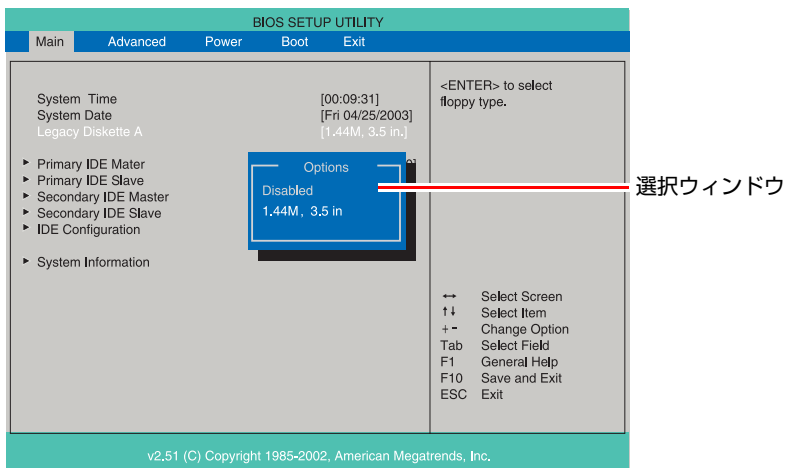 BIOS SETUP UTILITY
Main Advanced Power Boot Exit
System Time [00:09:31]
System Date [Fri 04/25/2003]
Legacy Diskette A [1.44M, 3.5 in.]
Primary IDE Mater
Primary IDE Slave
Secondary IDE Master
Secondary IDE Slave
IDE Configuration
System Information
Options
Disabled
1.44M, 3.5 in
<ENTER> to select
floppy type.
選択ウィンドウ
↔ Select Screen
↑↓ Select Item
+- Change Option
Tab Select Field
F1 General Help
F10 Save and Exit
ESC Exit
v2.51 (C) Copyright 1985-2002, American Megatrends, Inc.